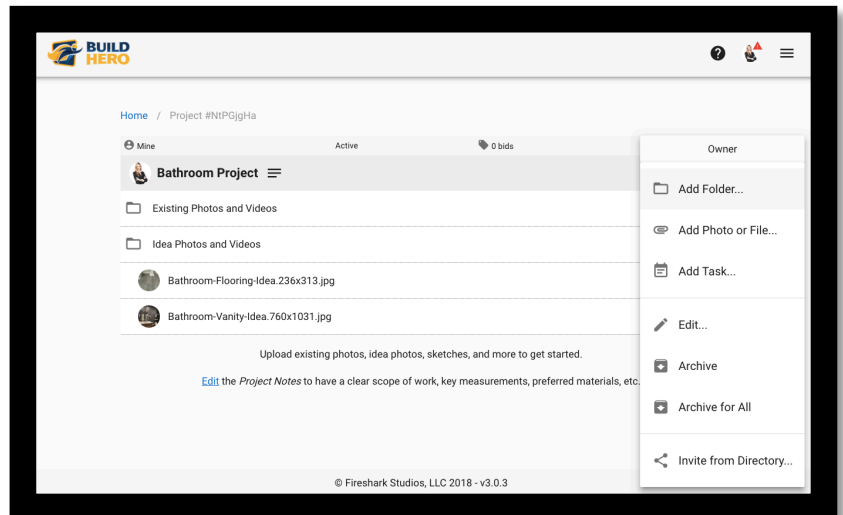 BUILD
HERO
Home / Project #NtPGjgHa
Mine Active 0 bids
Bathroom Project
Existing Photos and Videos
Idea Photos and Videos
Bathroom-Flooring-Idea.236x313.jpg
Bathroom-Vanity-Idea.760x1031.jpg
Upload existing photos, idea photos, sketches, and more to get started.
Edit the Project Notes to have a clear scope of work, key measurements, preferred materials, etc.
Owner
Add Folder...
Add Photo or File...
Add Task...
Edit...
Archive
Archive for All
Invite from Directory...
© Fireshark Studios, LLC 2018 - v3.0.3